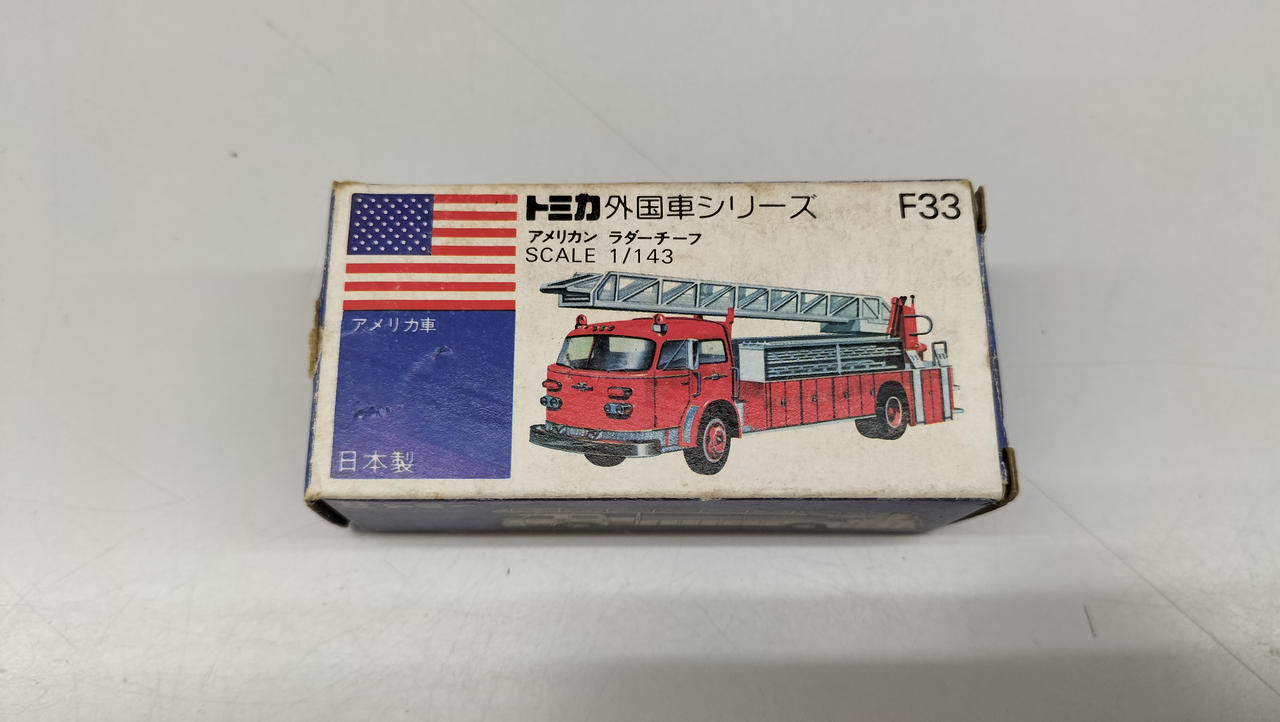 トミカ外国車シリーズ F33
アメリカン ラダーチーフ
SCALE 1/143
アメリカ車
日本製